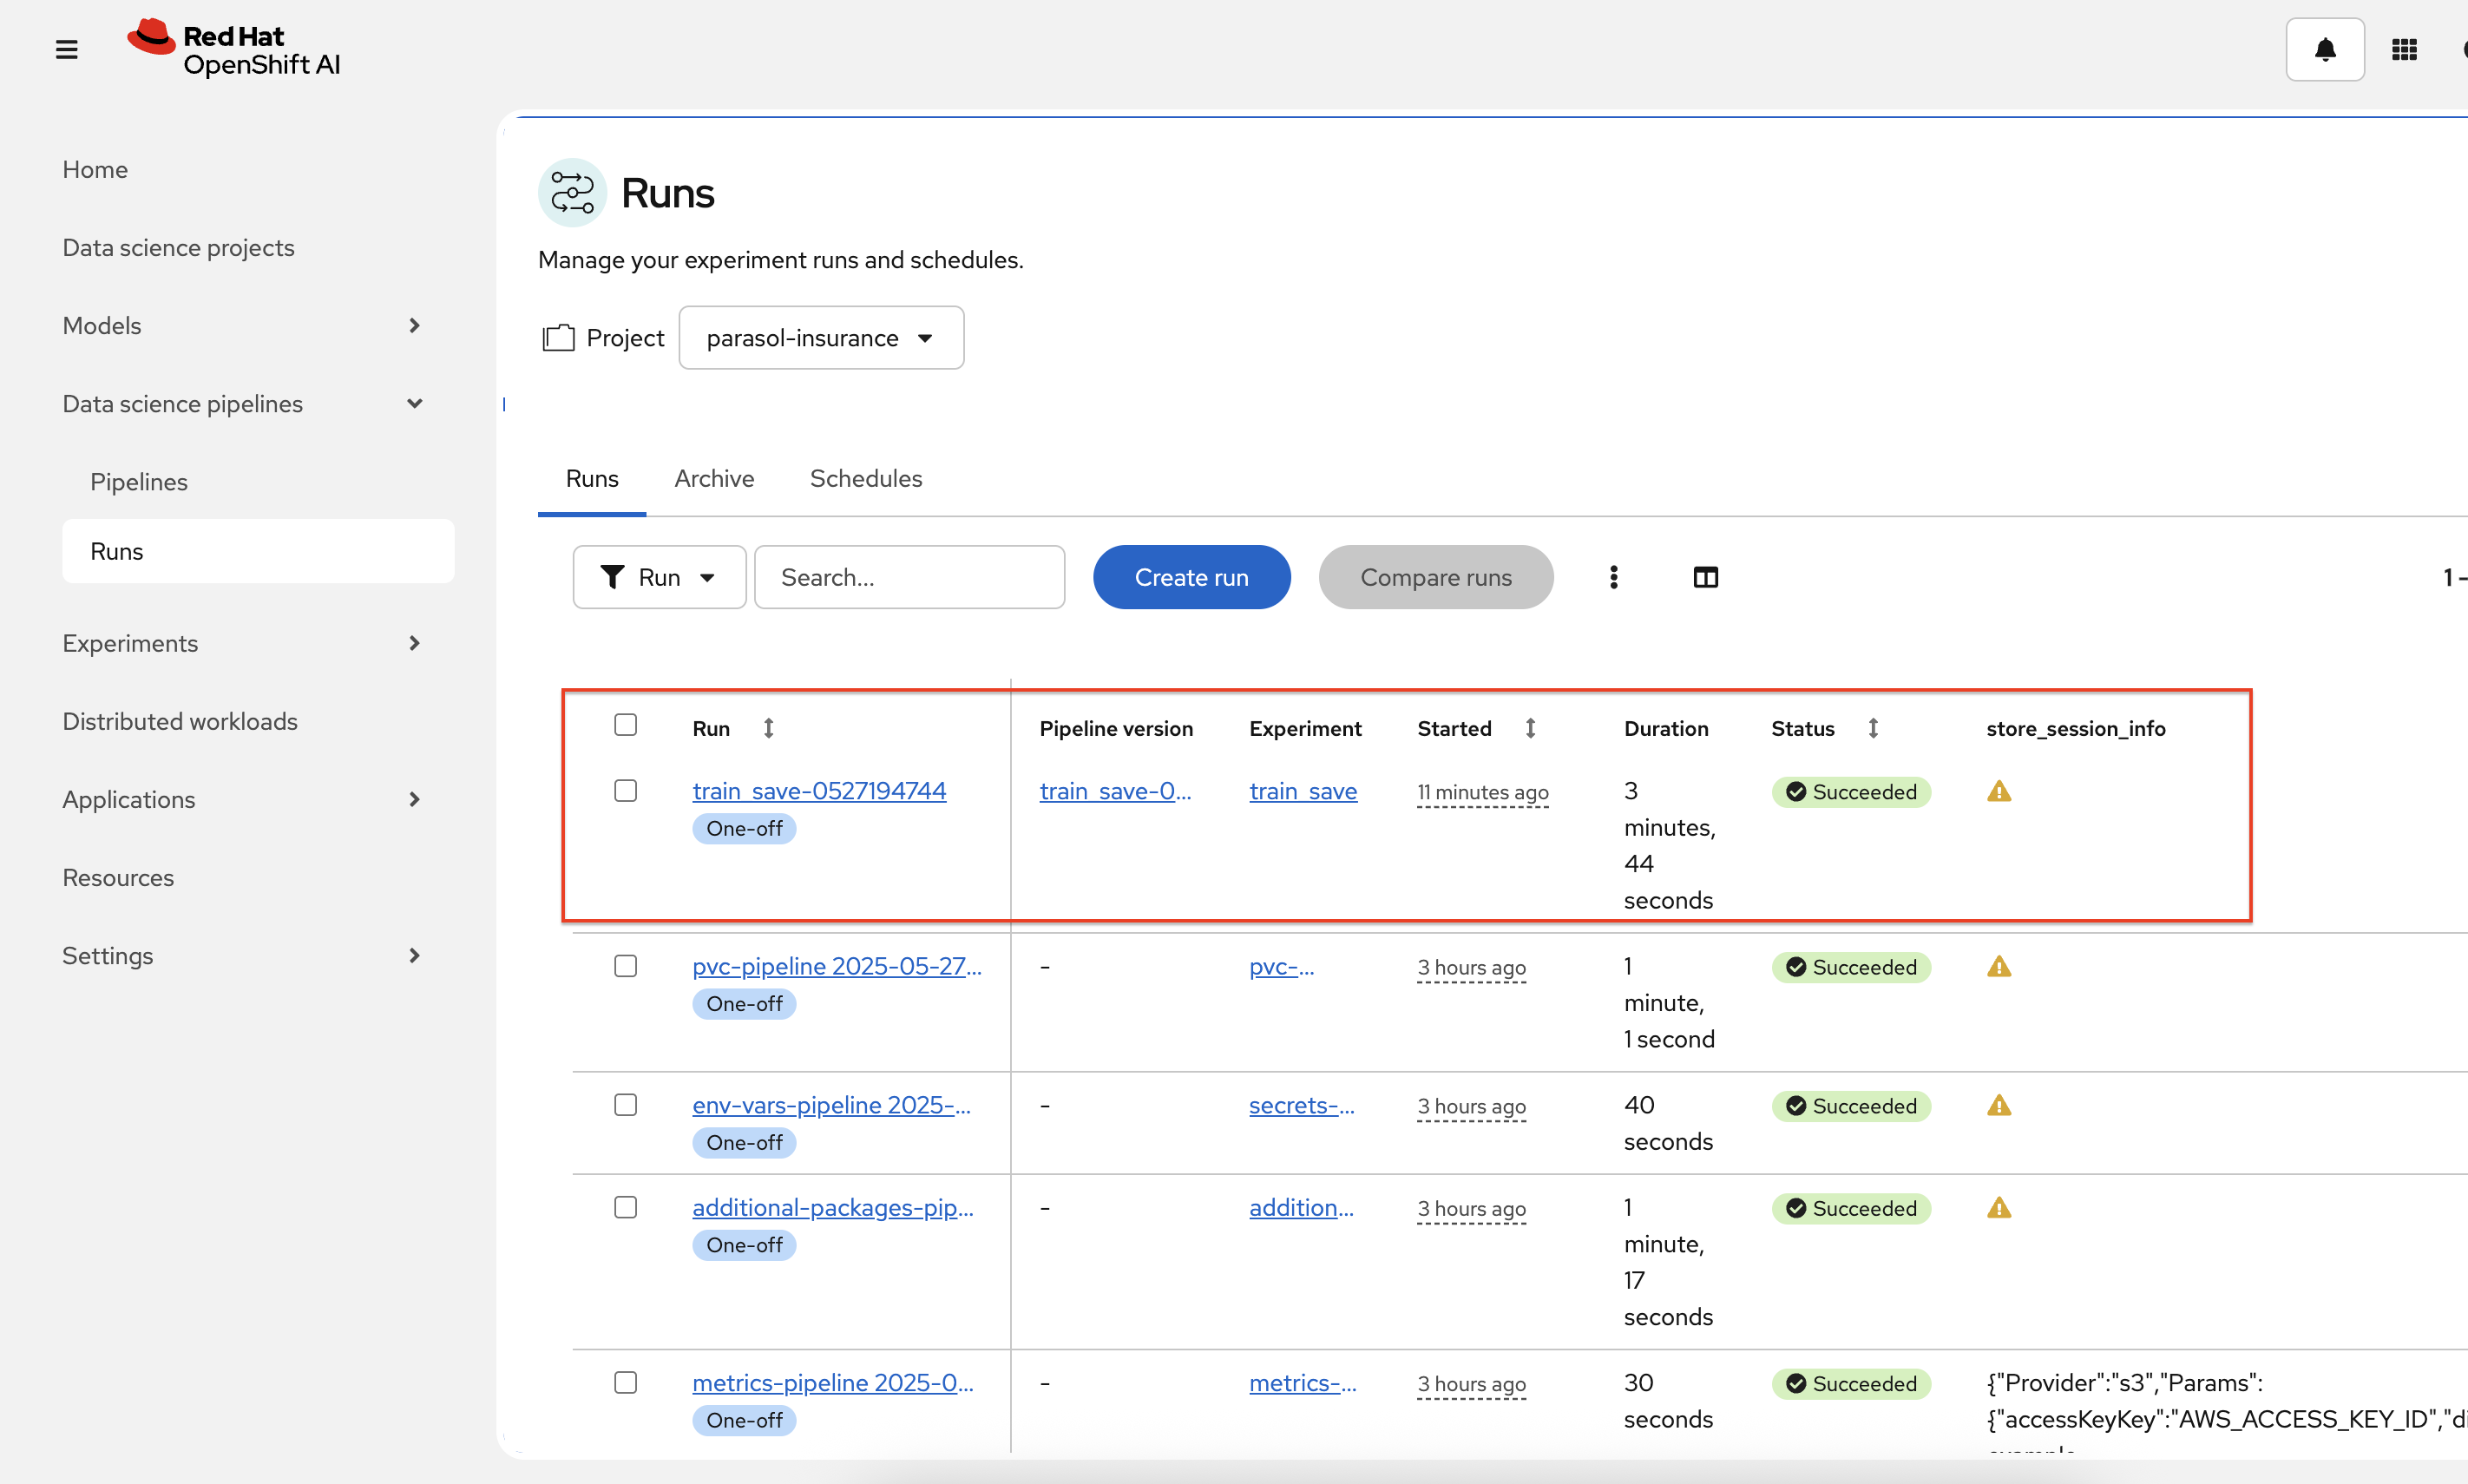 Red Hat
OpenShift AI
Home
Data science projects
Models
Data science pipelines
Pipelines
Runs
Experiments
Distributed workloads
Applications
Resources
Settings
Runs
Manage your experiment runs and schedules.
Project parasol-insurance
Runs Archive Schedules
Run Search... Create run Compare runs 1 -
Run Pipeline version Experiment Started Duration Status store_session_info
train_save-0527194744 train_save-0... train_save 11 minutes ago 3 Succeeded
One-off minutes,
44
seconds
pvc-pipeline 2025-05-27... - pvc-... 3 hours ago 1 Succeeded
One-off minute,
1 second
env-vars-pipeline 2025-... - secrets-... 3 hours ago 40 Succeeded
One-off seconds
additional-packages-pip... - addition... 3 hours ago 1 Succeeded
One-off minute,
17
seconds
metrics-pipeline 2025-0... - metrics-... 3 hours ago 30 Succeeded {"Provider":"s3","Params":
One-off seconds {"accessKeyKey":"AWS_ACCESS_KEY_ID","di